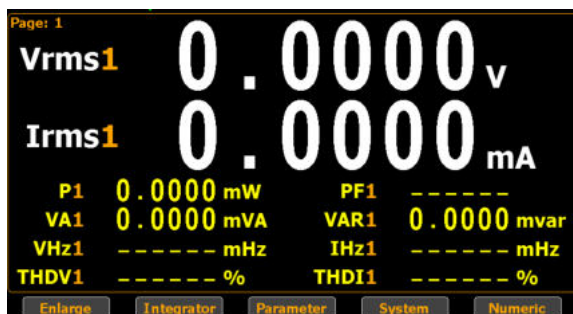 Page: 1
Vrms1 0.0000 V
Irms1 0.0000 mA
P1 0.0000 mW PF1 ------
VA1 0.0000 mVA VAR1 0.0000 mvar
VHz1 ------ mHz IHz1 ------ mHz
THDV1 ------ % THDI1 ------ %
Enlarge Integrator Parameter System Numeric